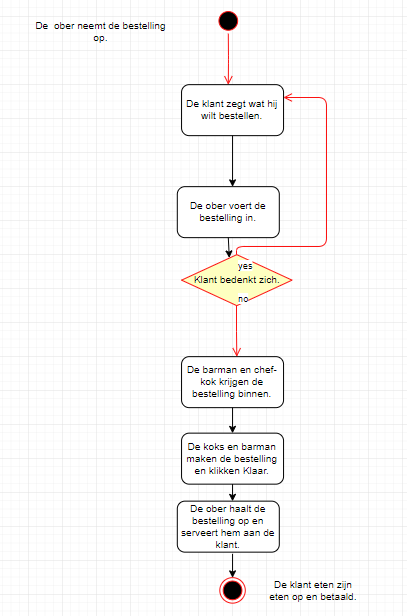 De ober neemt de bestelling
op.
De klant zegt wat hij
wilt bestellen.
De ober voert de
bestelling in.
yes
Klant bedenkt zich.
no
De barman en chef-
kok krijgen de
bestelling binnen.
De koks en barman
maken de bestelling
en klikken Klaar.
De ober haalt de
bestelling op en
serveert hem aan de
klant.
De klant eten zijn
eten op en betaald.